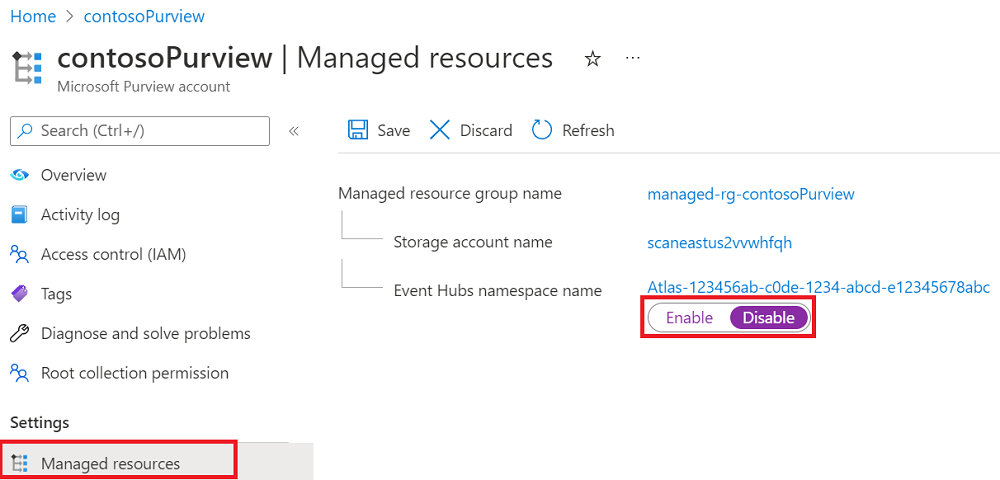 Home > contosoPurview
contosoPurview | Managed resources
Microsoft Purview account
Search (Ctrl+/)
Overview
Activity log
Access control (IAM)
Tags
Diagnose and solve problems
Root collection permission
Settings
Managed resources
Save Discard Refresh
Managed resource group name managed-rg-contosoPurview
Storage account name scaneastus2vvwhfqh
Event Hubs namespace name Atlas-123456ab-c0de-1234-abcd-e12345678abc
Enable Disable